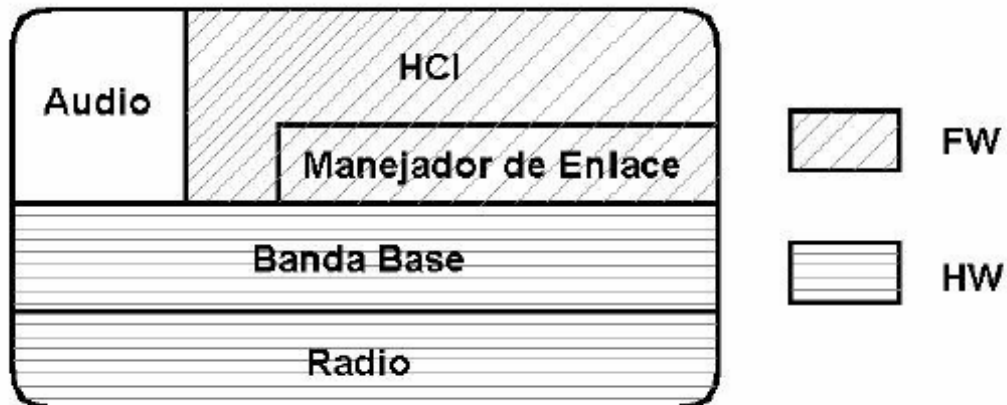 HCI
Audio
Manejador de Enlace
Banda Base
Radio
FW
HW